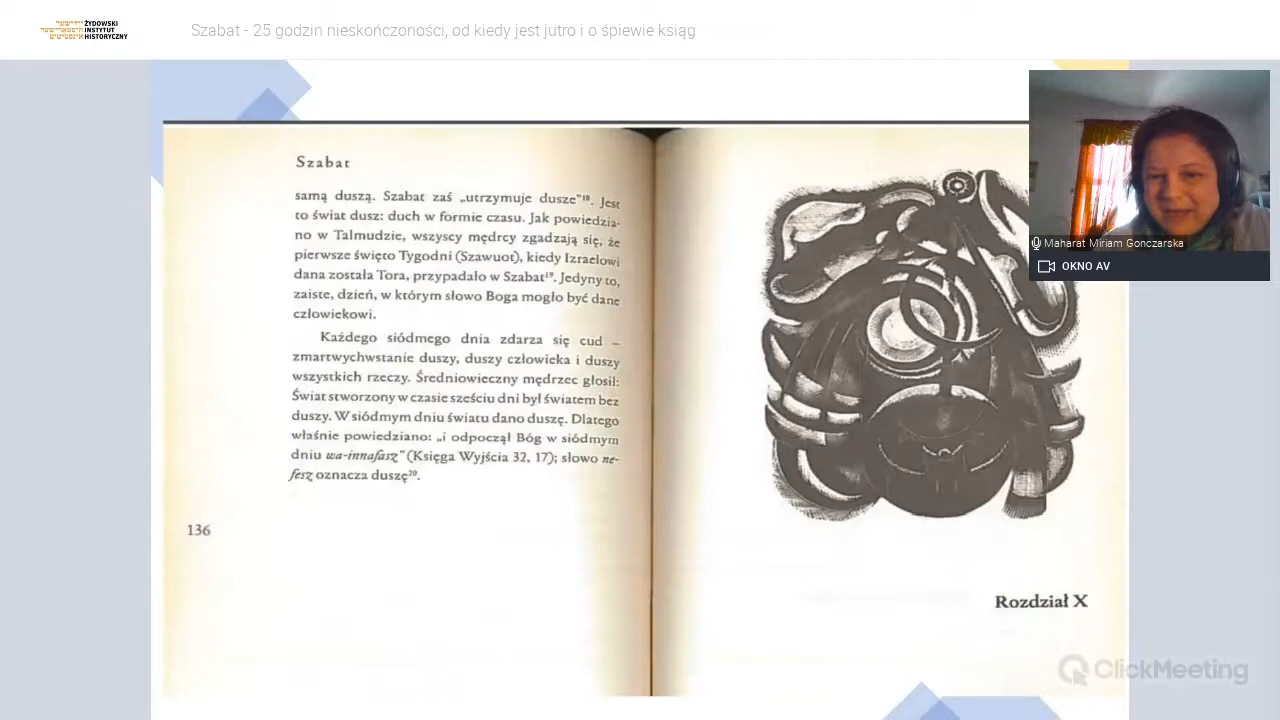 ŻYDOWSKI
INSTYTUT
HISTORYCZNY
Szabat - 25 godzin nieskończoności, od kiedy jest jutro i o śpiewie ksiąg
Szabat
samą duszą. Szabat zaś „utrzymuje dusze”¹⁸. Jest
to świat dusz: duch w formie czasu. Jak powiedzia-
no w Talmudzie, wszyscy mędrcy zgadzają się, że
pierwsze święto Tygodni (Szawuot), kiedy Izraelowi
dana została Tora, przypadało w Szabat¹⁹. Jedyny to,
zaiste, dzień, w którym słowo Boga mogło być dane
człowiekowi.
Każdego siódmego dnia zdarza się cud –
zmartwychwstanie duszy, duszy człowieka i duszy
wszystkich rzeczy. Średniowieczny mędrzec głosił:
Świat stworzony w czasie sześciu dni był światem bez
duszy. W siódmym dniu światu dano duszę. Dlatego
właśnie powiedziano: „i odpoczął Bóg w siódmym
dniu wa-innafasz” (Księga Wyjścia 32, 17); słowo ne-
fesz oznacza duszę²⁰.
136
Rozdział X
Maharat Miriam Gonczarska
OKNO AV
ClickMeeting